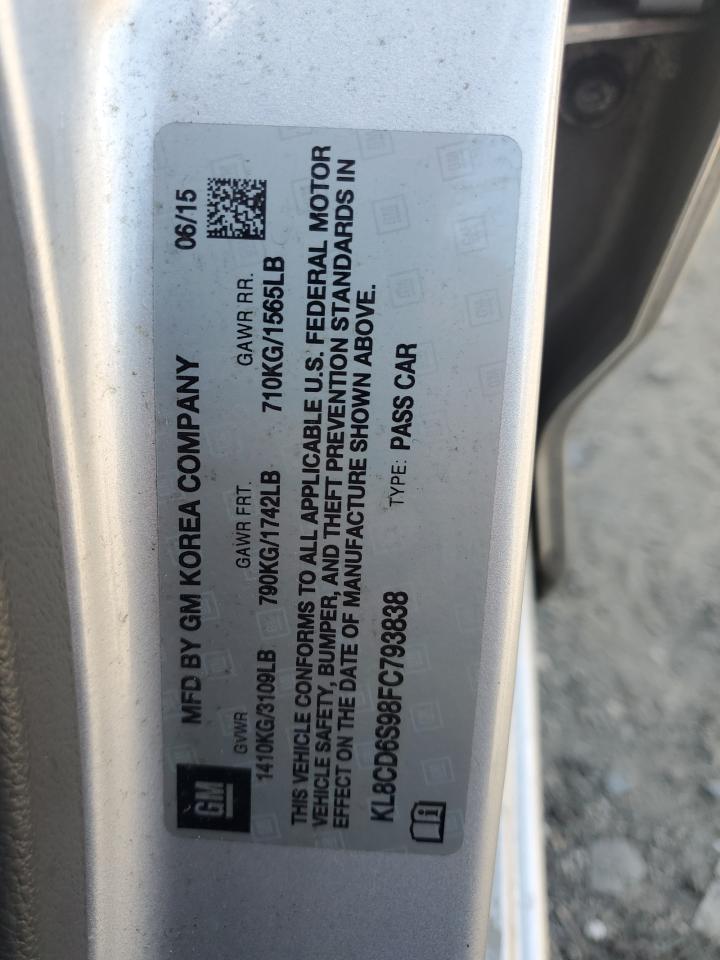 GM
MFD BY GM KOREA COMPANY 06/15
GVWR GAWR FRT. GAWR RR.
1410KG/3109LB 790KG/1742LB 710KG/1565LB
THIS VEHICLE CONFORMS TO ALL APPLICABLE U.S. FEDERAL MOTOR
VEHICLE SAFETY, BUMPER, AND THEFT PREVENTION STANDARDS IN
EFFECT ON THE DATE OF MANUFACTURE SHOWN ABOVE.
KL8CD6S98FC793838 TYPE: PASS CAR